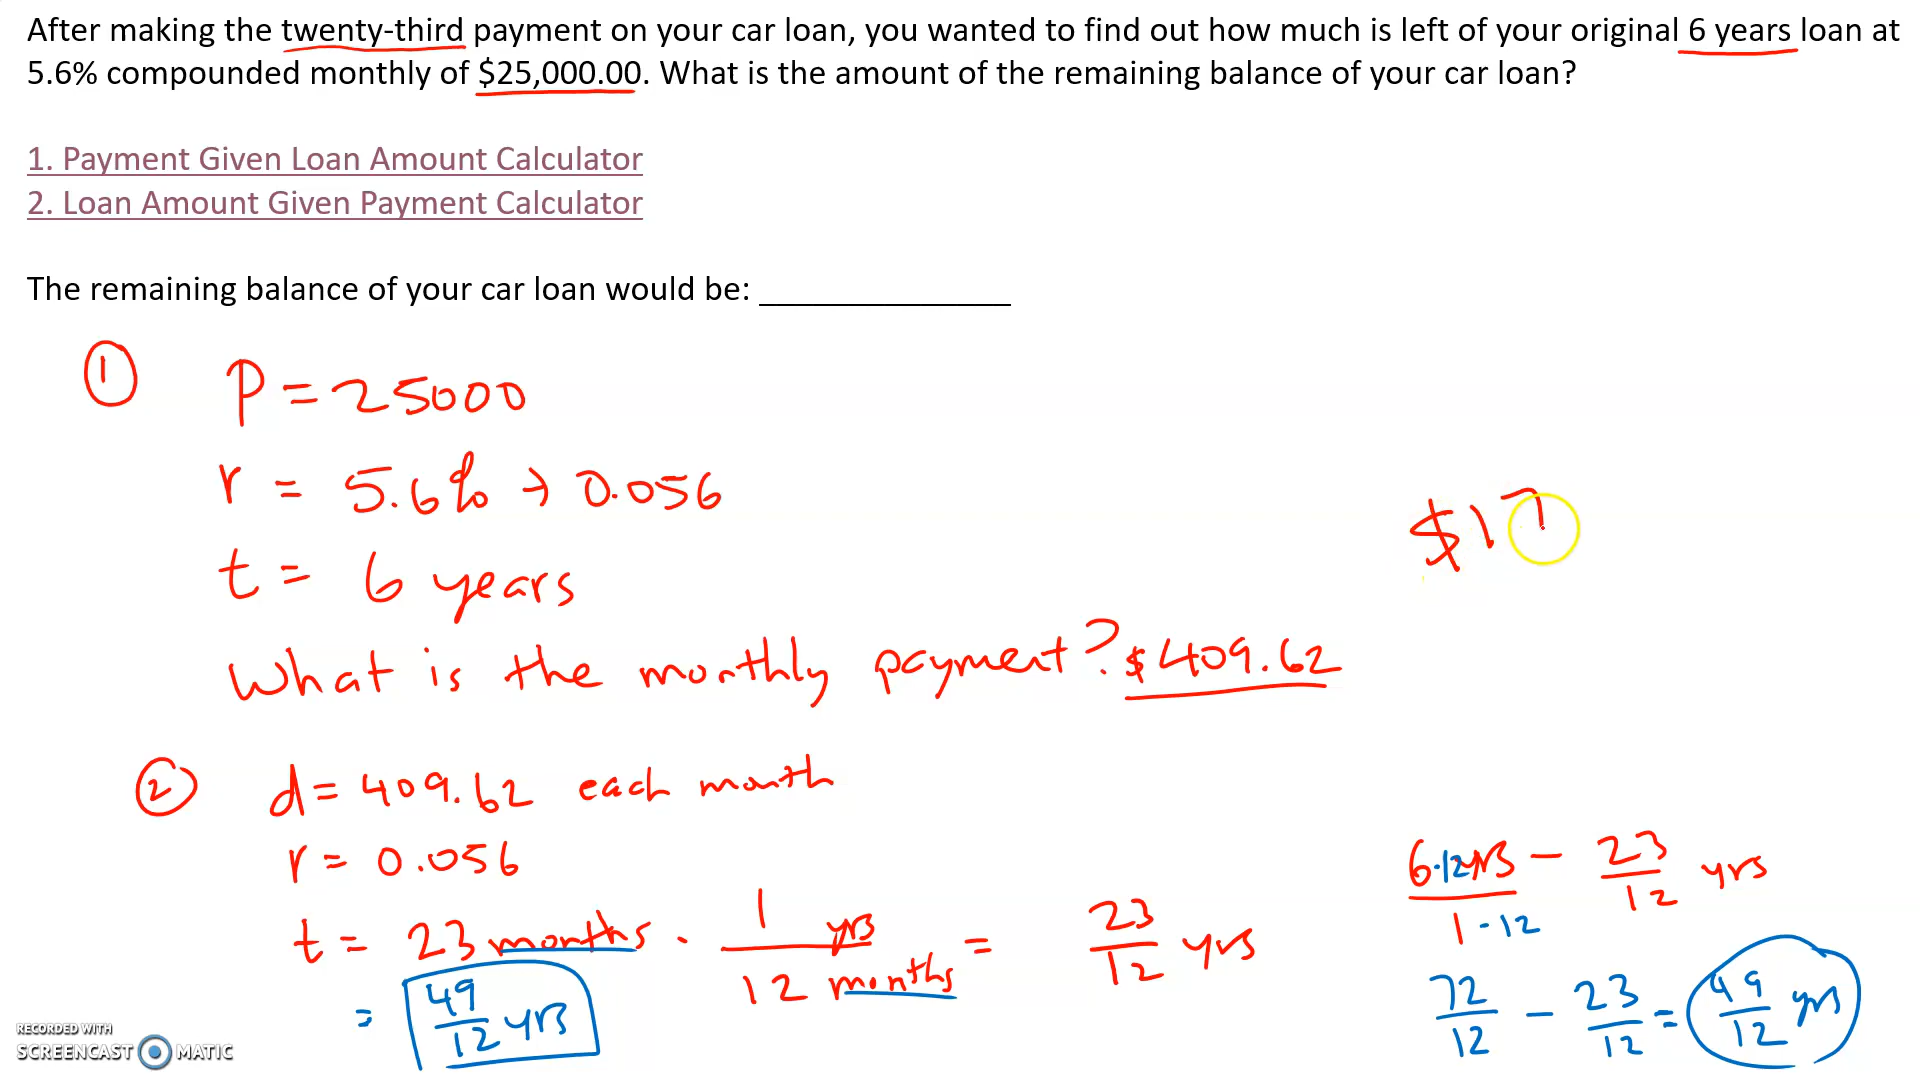 After making the twenty-third payment on your car loan, you wanted to find out how much is left of your original 6 years loan at
5.6% compounded monthly of $25,000.00. What is the amount of the remaining balance of your car loan?
1. Payment Given Loan Amount Calculator
2. Loan Amount Given Payment Calculator
The remaining balance of your car loan would be: _______________
① P = 25000
r = 5.6% → 0.056
$17
t = 6 years
What is the monthly payment? $409.62
② d = 409.62 each month
r = 0.056
t = 23 months · 1 yrs / 12 months = 23/12 yrs
= 49/12 yrs
6·12 yrs / 1·12 − 23/12 yrs
72/12 − 23/12 = 49/12 yrs
RECORDED WITH
SCREENCAST MATIC